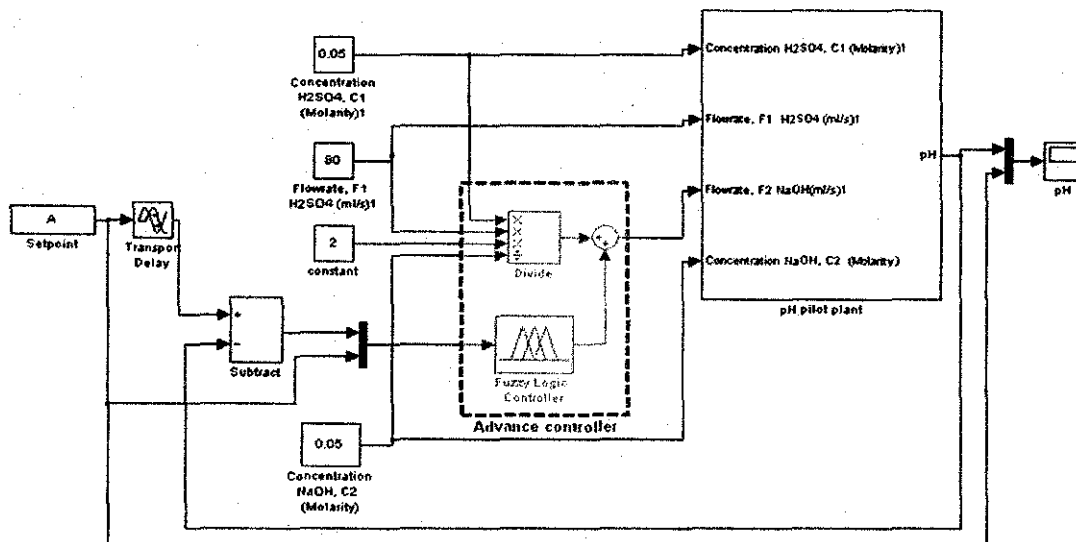 0.05
Concentration
H2SO4, C1
(Molarity)1
80
Flowrate, F1
H2SO4 (ml/s)1
A
Setpoint
Transport
Delay
2
constant
Divide
Subtract
Fuzzy Logic
Controller
Advance controller
0.05
Concentration
NaOH, C2
(Molarity)
Concentration H2SO4, C1 (Molarity)1
Flowrate, F1 H2SO4 (ml/s)1
Flowrate, F2 NaOH(ml/s)1
Concentration NaOH, C2 (Molarity)
pH
pH pilot plant
pH